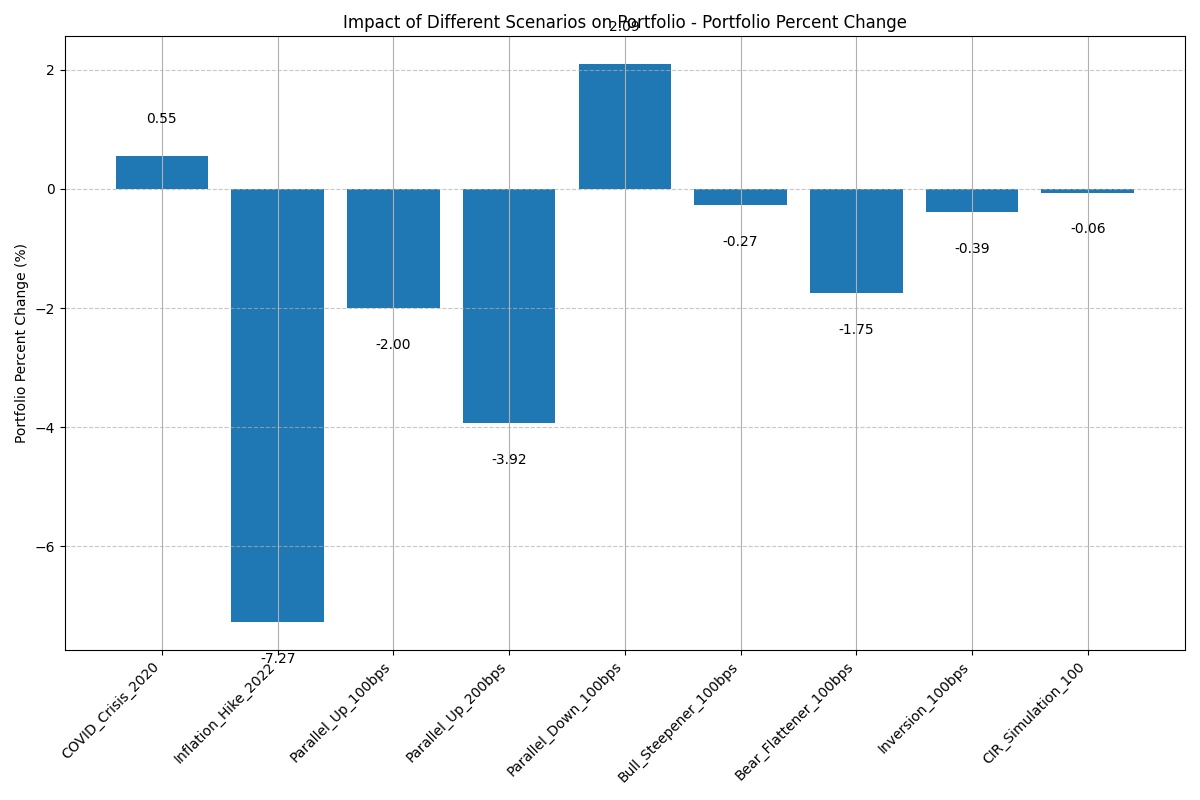 Impact of Different Scenarios on Portfolio - Portfolio Percent Change
2.09
2
0.55
0
-0.06
-0.27
-0.39
−2
-1.75
-2.00
−4
-3.92
−6
-7.27
Portfolio Percent Change (%)
COVID_Crisis_2020
Inflation_Hike_2022
Parallel_Up_100bps
Parallel_Up_200bps
Parallel_Down_100bps
Bull_Steepener_100bps
Bear_Flattener_100bps
Inversion_100bps
CIR_Simulation_100